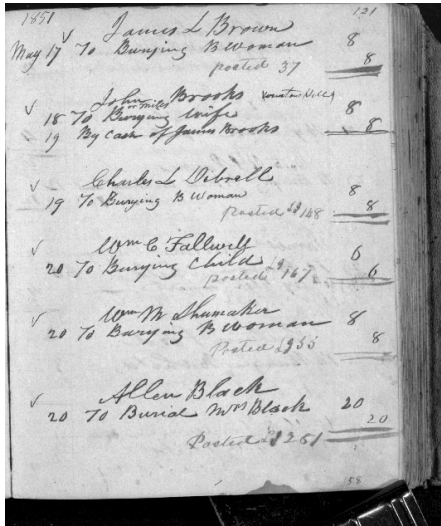 1851 121
James L Brown
May 17 To Burying B Woman 8
posted 37 8
John Brooks
or Miles
18 To Burying Wife 8
19 By Cash of James Brooks 8
Charles L Dibrell
19 To Burying B Woman 8
posted 148 8
Wm C Fallwell
20 To Burying Child 6
posted 167 6
Wm M Shumaker
20 To Burying B Woman 8
Posted 8
Allen Black
20 To Burial Mrs Black 20
Posted 261 20
58